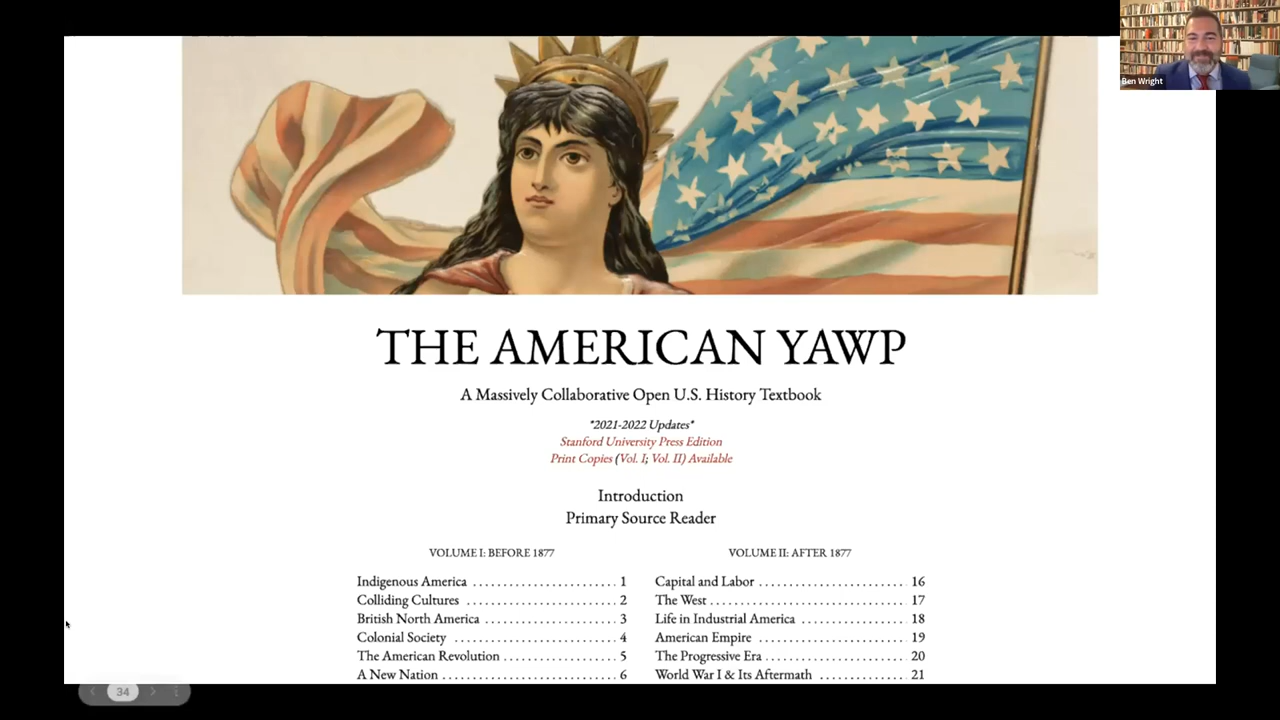 Ben Wright
THE AMERICAN YAWP
A Massively Collaborative Open U.S. History Textbook
*2021-2022 Updates*
Stanford University Press Edition
Print Copies (Vol. I; Vol. II) Available
Introduction
Primary Source Reader
VOLUME I: BEFORE 1877
Indigenous America ........................................ 1
Colliding Cultures ........................................ 2
British North America ........................................ 3
Colonial Society ........................................ 4
The American Revolution ........................................ 5
A New Nation ........................................ 6
VOLUME II: AFTER 1877
Capital and Labor ........................................ 16
The West ........................................ 17
Life in Industrial America ........................................ 18
American Empire ........................................ 19
The Progressive Era ........................................ 20
World War I & Its Aftermath ........................................ 21
34